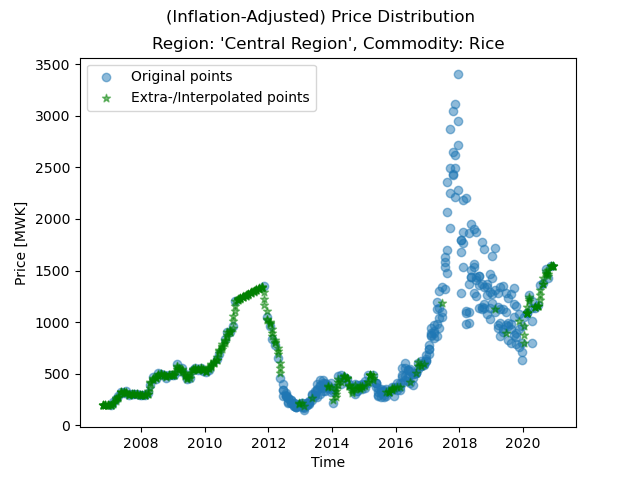 (Inflation-Adjusted) Price Distribution
Region: 'Central Region', Commodity: Rice
Original points
Extra-/Interpolated points
3500
3000
2500
2000
1500
1000
500
0
Price [MWK]
2008 2010 2012 2014 2016 2018 2020
Time